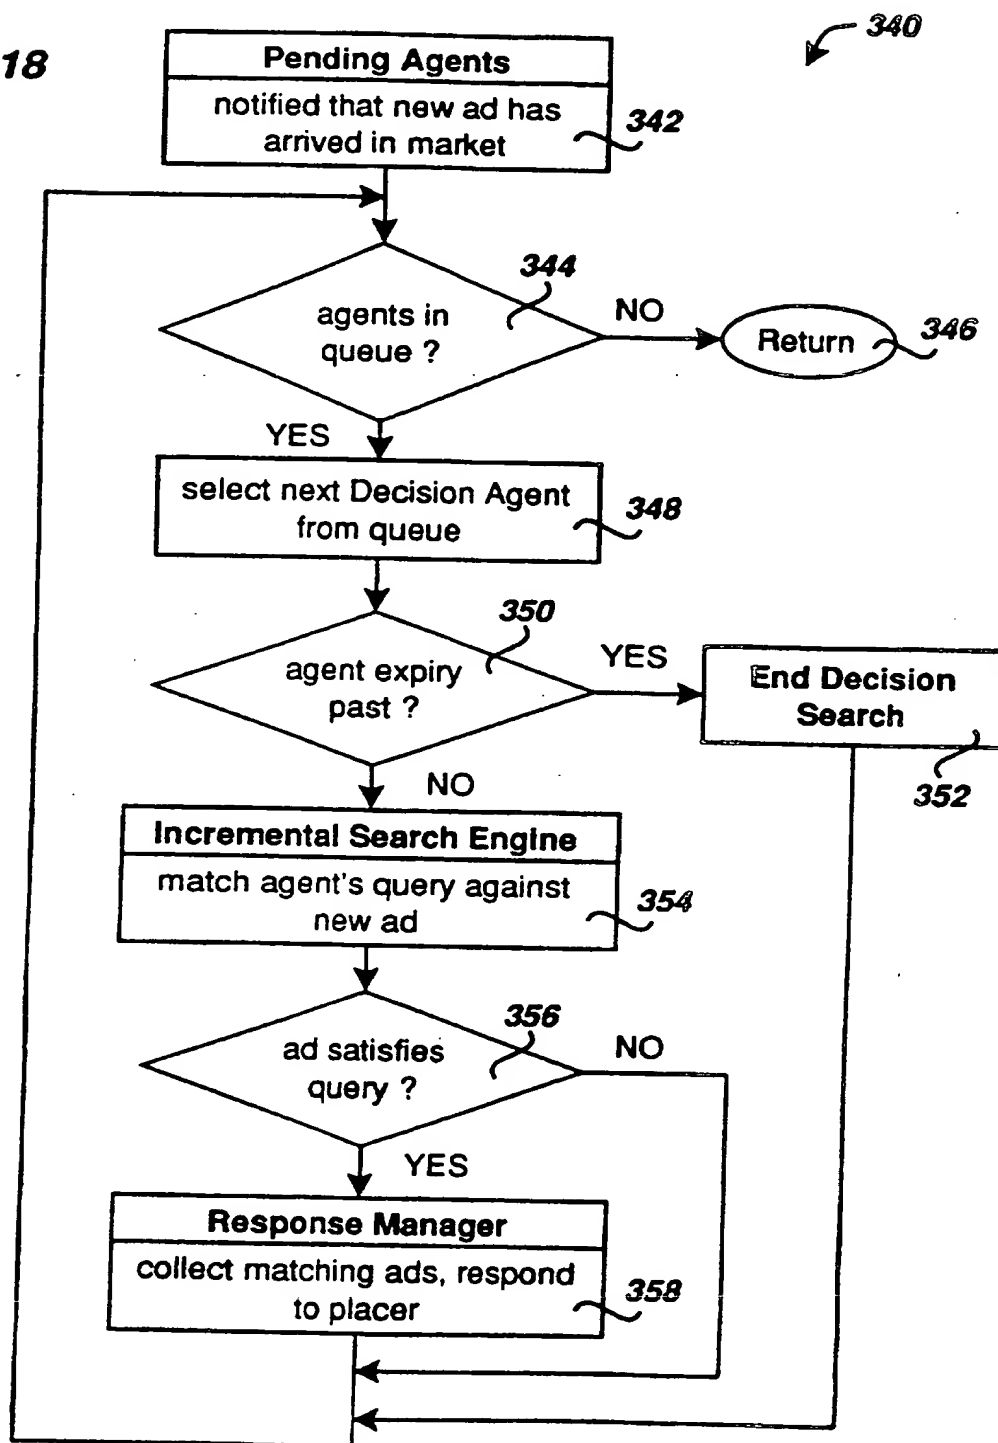 18
340
Pending Agents
notified that new ad has
arrived in market
342
344
agents in
queue ?
NO
Return
346
YES
select next Decision Agent
from queue
348
350
agent expiry
past ?
YES
End Decision
Search
352
NO
Incremental Search Engine
match agent's query against
new ad
354
356
ad satisfies
query ?
NO
YES
Response Manager
collect matching ads, respond
to placer
358